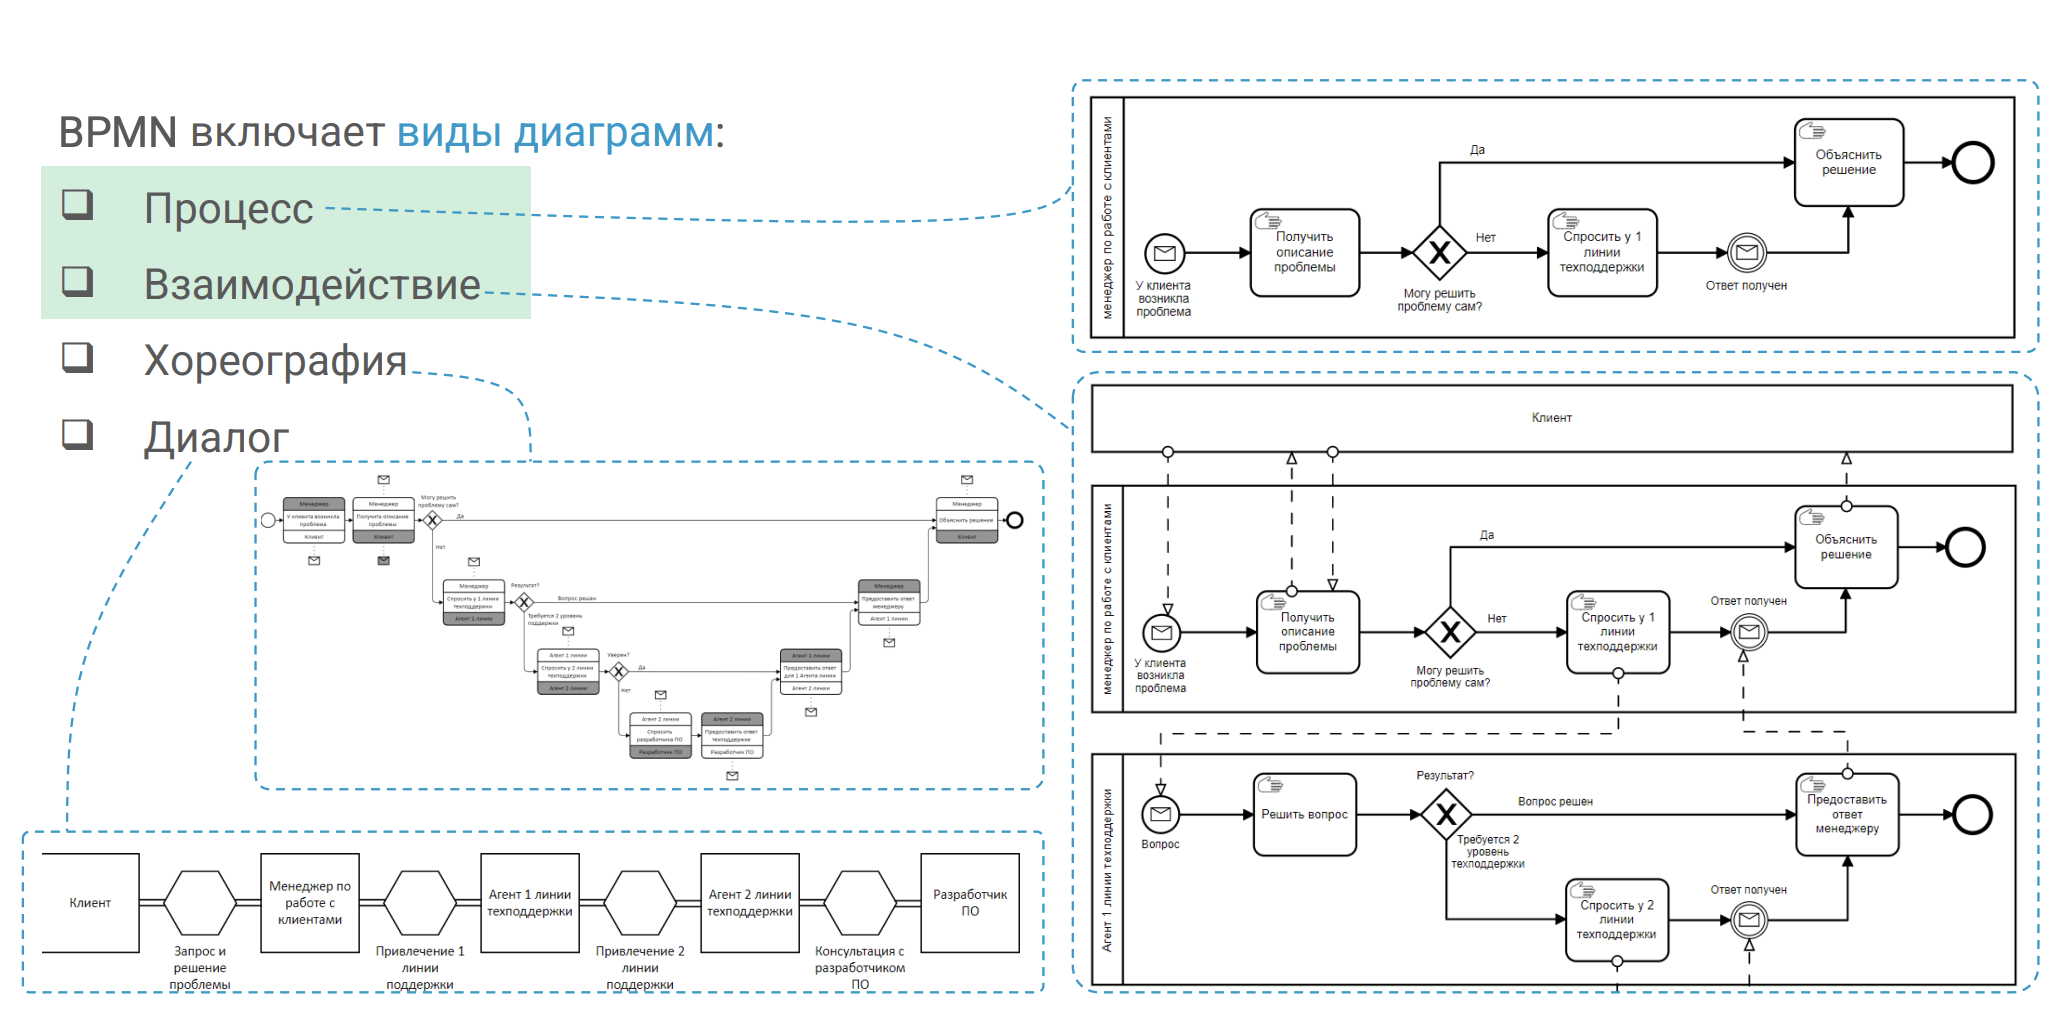 BPMN включает виды диаграмм:
Процесс
Взаимодействие
Хореография
Диалог
менеджер по работе с клиентами
У клиента
возникла
проблема
Получить
описание
проблемы
Могу решить
проблему сам?
Да
Нет
Спросить у 1
линии
техподдержки
Ответ получен
Объяснить
решение
Клиент
менеджер по работе с клиентами
У клиента
возникла
проблема
Получить
описание
проблемы
Могу решить
проблему сам?
Да
Нет
Спросить у 1
линии
техподдержки
Ответ получен
Объяснить
решение
Агент 1 линии техподдержки
Вопрос
Решить вопрос
Результат?
Вопрос решен
Требуется 2
уровень
техподдержки
Спросить у 2
линии
техподдержки
Ответ получен
Предоставить
ответ
менеджеру
Менеджер
У клиента возникла
проблема
Клиент
Менеджер
Получить описание
проблемы
Клиент
Могу решить
проблему сам?
Да
Нет
Менеджер
Объяснить решение
Клиент
Менеджер
Спросить у 1 линии
техподдержки
Агент 1 линии
Результат?
Вопрос решен
Требуется 2 уровень
поддержки
Менеджер
Предоставить ответ
менеджеру
Агент 1 линии
Агент 1 линии
Спросить у 2 линии
техподдержки
Агент 2 линии
Уверен?
Да
Нет
Агент 1 линии
Предоставить ответ
для 1 Агента линии
Агент 2 линии
Агент 2 линии
Спросить
разработчика ПО
Разработчик ПО
Агент 2 линии
Предоставить ответ
техподдержке
Разработчик ПО
Клиент
Запрос и
решение
проблемы
Менеджер по
работе с
клиентами
Привлечение 1
линии
поддержки
Агент 1 линии
техподдержки
Привлечение 2
линии
поддержки
Агент 2 линии
техподдержки
Консультация с
разработчиком
ПО
Разработчик
ПО